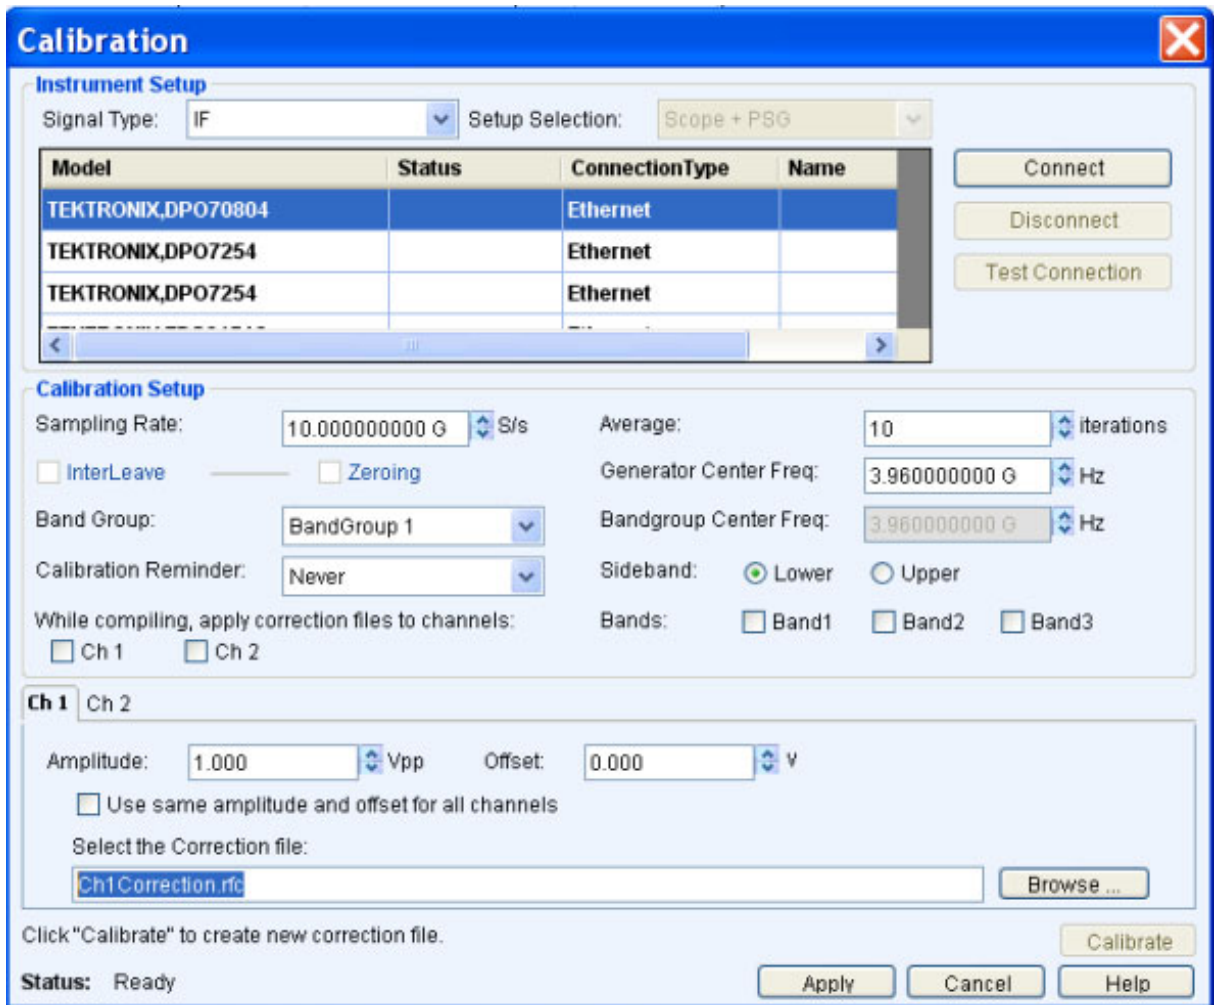 Calibration
Instrument Setup
Signal Type: IF Setup Selection: Scope + PSG
Model Status ConnectionType Name
TEKTRONIX,DPO70804 Ethernet
TEKTRONIX,DPO7254 Ethernet
TEKTRONIX,DPO7254 Ethernet
Connect
Disconnect
Test Connection
Calibration Setup
Sampling Rate: 10.000000000 G S/s Average: 10 iterations
InterLeave Zeroing Generator Center Freq: 3.960000000 G Hz
Band Group: BandGroup 1 Bandgroup Center Freq: 3.960000000 G Hz
Calibration Reminder: Never Sideband: Lower Upper
While compiling, apply correction files to channels: Bands: Band1 Band2 Band3
Ch 1 Ch 2
Ch 1 Ch 2
Amplitude: 1.000 Vpp Offset: 0.000 V
Use same amplitude and offset for all channels
Select the Correction file:
Ch1Correction.rfc Browse ...
Click "Calibrate" to create new correction file. Calibrate
Status: Ready Apply Cancel Help